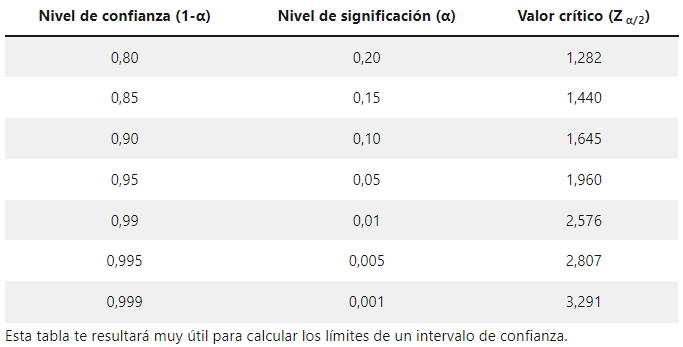 Nivel de confianza (1-α) Nivel de significación (α) Valor crítico (Z α/2)
0,80 0,20 1,282
0,85 0,15 1,440
0,90 0,10 1,645
0,95 0,05 1,960
0,99 0,01 2,576
0,995 0,005 2,807
0,999 0,001 3,291
Esta tabla te resultará muy útil para calcular los límites de un intervalo de confianza.